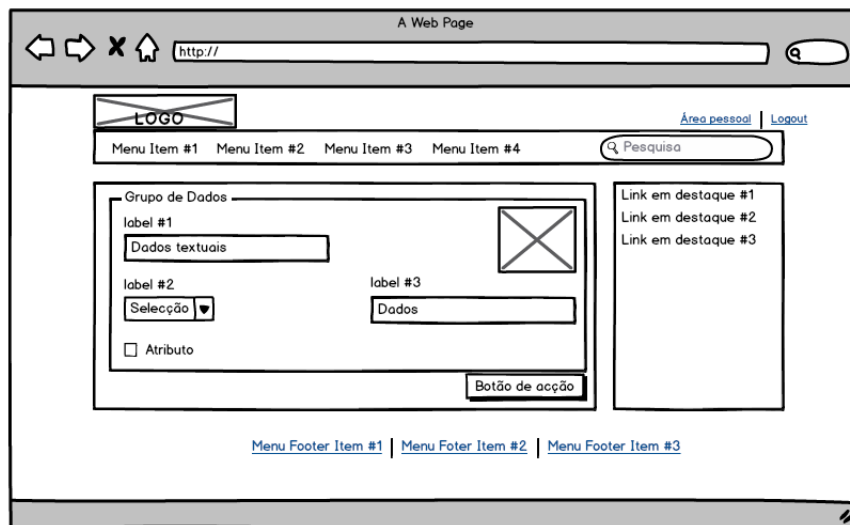 A Web Page
http://
LOGO
Área pessoal | Logout
Menu Item #1 Menu Item #2 Menu Item #3 Menu Item #4 Pesquisa
Grupo de Dados
label #1
Dados textuais
label #2 label #3
Selecção Dados
Atributo
Botão de acção
Link em destaque #1
Link em destaque #2
Link em destaque #3
Menu Footer Item #1 | Menu Foter Item #2 | Menu Footer Item #3